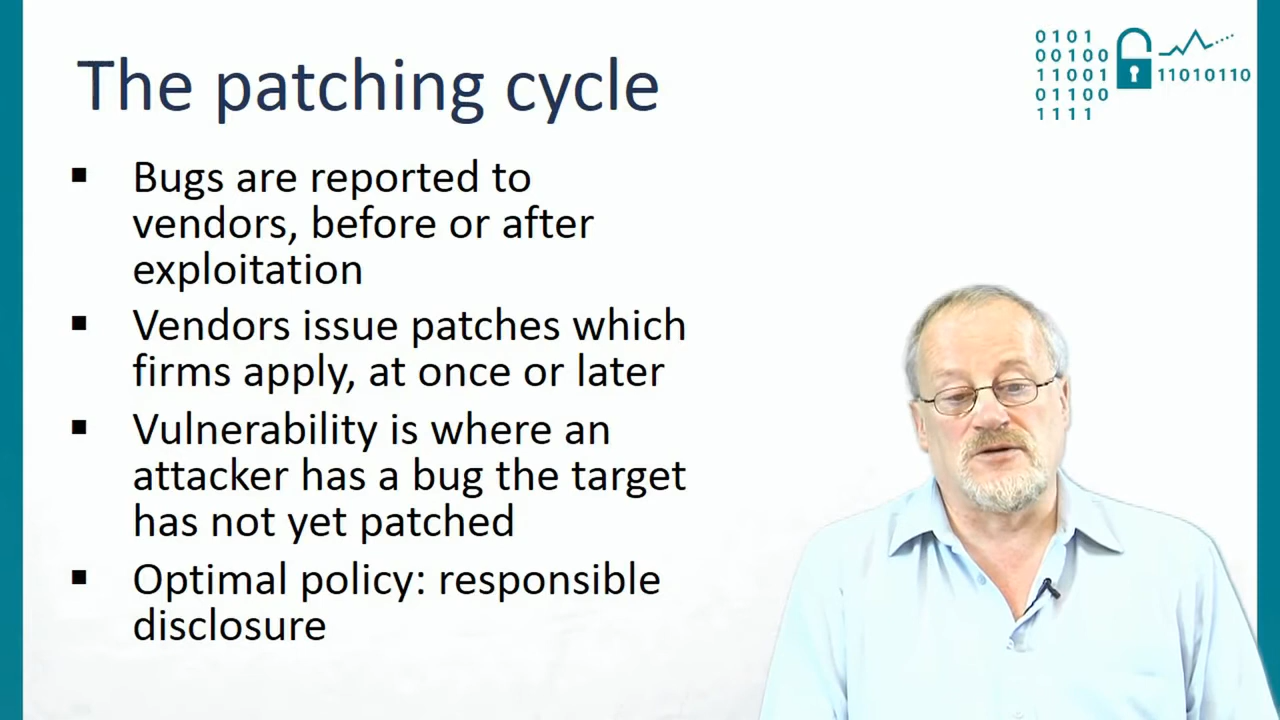 The patching cycle
0101
00100
11001
11010110
01100
1111
▪ Bugs are reported to
vendors, before or after
exploitation
▪ Vendors issue patches which
firms apply, at once or later
▪ Vulnerability is where an
attacker has a bug the target
has not yet patched
▪ Optimal policy: responsible
disclosure